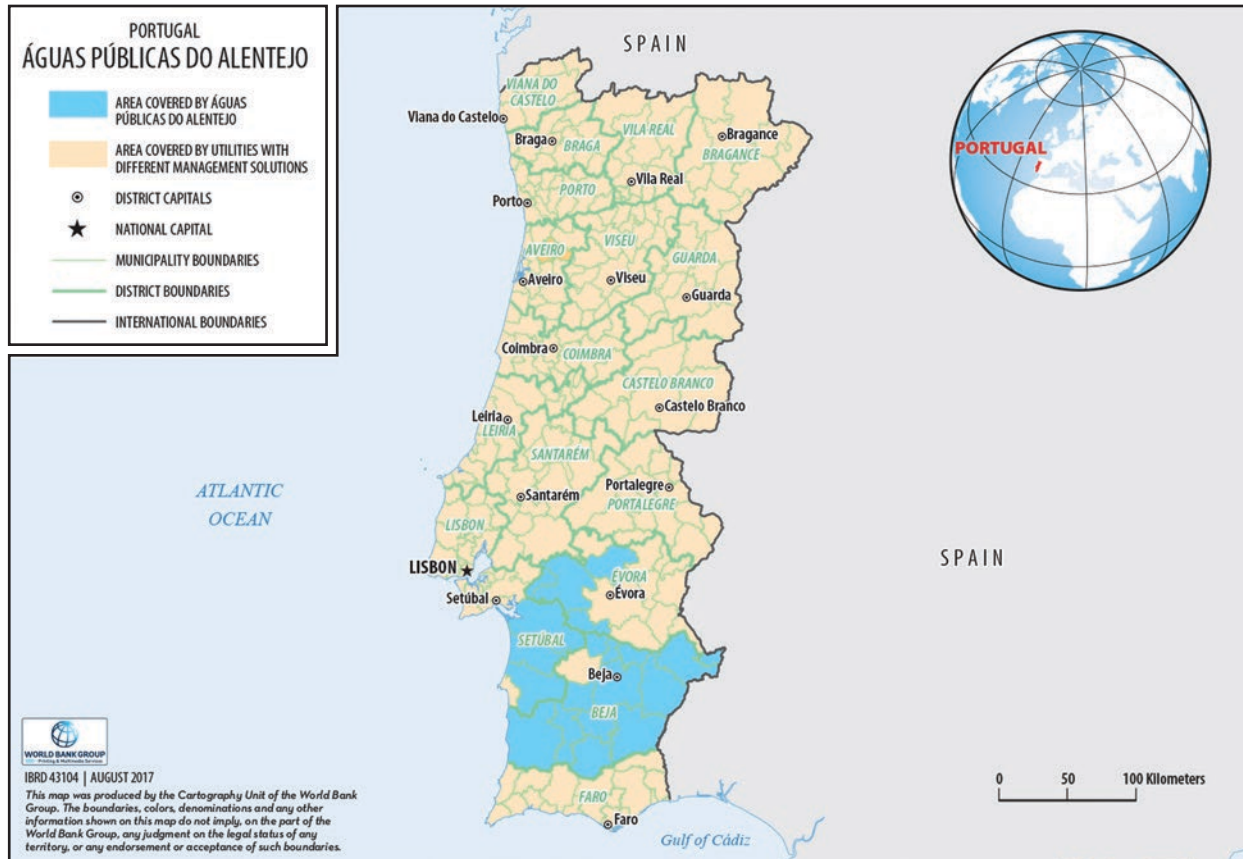 PORTUGAL
ÁGUAS PÚBLICAS DO ALENTEJO
AREA COVERED BY ÁGUAS
PÚBLICAS DO ALENTEJO
AREA COVERED BY UTILITIES WITH
DIFFERENT MANAGEMENT SOLUTIONS
DISTRICT CAPITALS
NATIONAL CAPITAL
MUNICIPALITY BOUNDARIES
DISTRICT BOUNDARIES
INTERNATIONAL BOUNDARIES
SPAIN
PORTUGAL
VIANA DO
CASTELO
Viana do Castelo
Braga
BRAGA
VILA REAL
Bragance
BRAGANCE
PORTO
Vila Real
Porto
AVEIRO
VISEU
GUARDA
Aveiro
Viseu
Guarda
Coimbra
COIMBRA
CASTELO BRANCO
Castelo Branco
Leiria
LEIRIA
SANTARÉM
Santarém
Portalegre
PORTALEGRE
LISBON
LISBON
ÉVORA
Évora
Setúbal
SETÚBAL
Beja
BEJA
FARO
Faro
ATLANTIC
OCEAN
SPAIN
Gulf of Cádiz
0 50 100 Kilometers
WORLD BANK GROUP
Printing & Multimedia Services
IBRD 43104 | AUGUST 2017
This map was produced by the Cartography Unit of the World Bank
Group. The boundaries, colors, denominations and any other
information shown on this map do not imply, on the part of the
World Bank Group, any judgment on the legal status of any
territory, or any endorsement or acceptance of such boundaries.